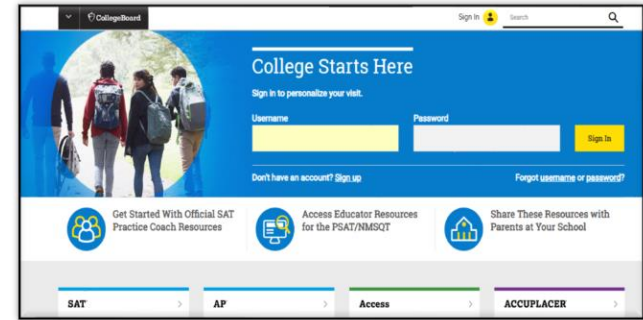 CollegeBoard
Sign In
Search
College Starts Here
Sign in to personalize your visit.
Username
Password
Sign In
Don't have an account? Sign up
Forgot username or password?
Get Started With Official SAT
Practice Coach Resources
Access Educator Resources
for the PSAT/NMSQT
Share These Resources with
Parents at Your School
SAT
AP
Access
ACCUPLACER